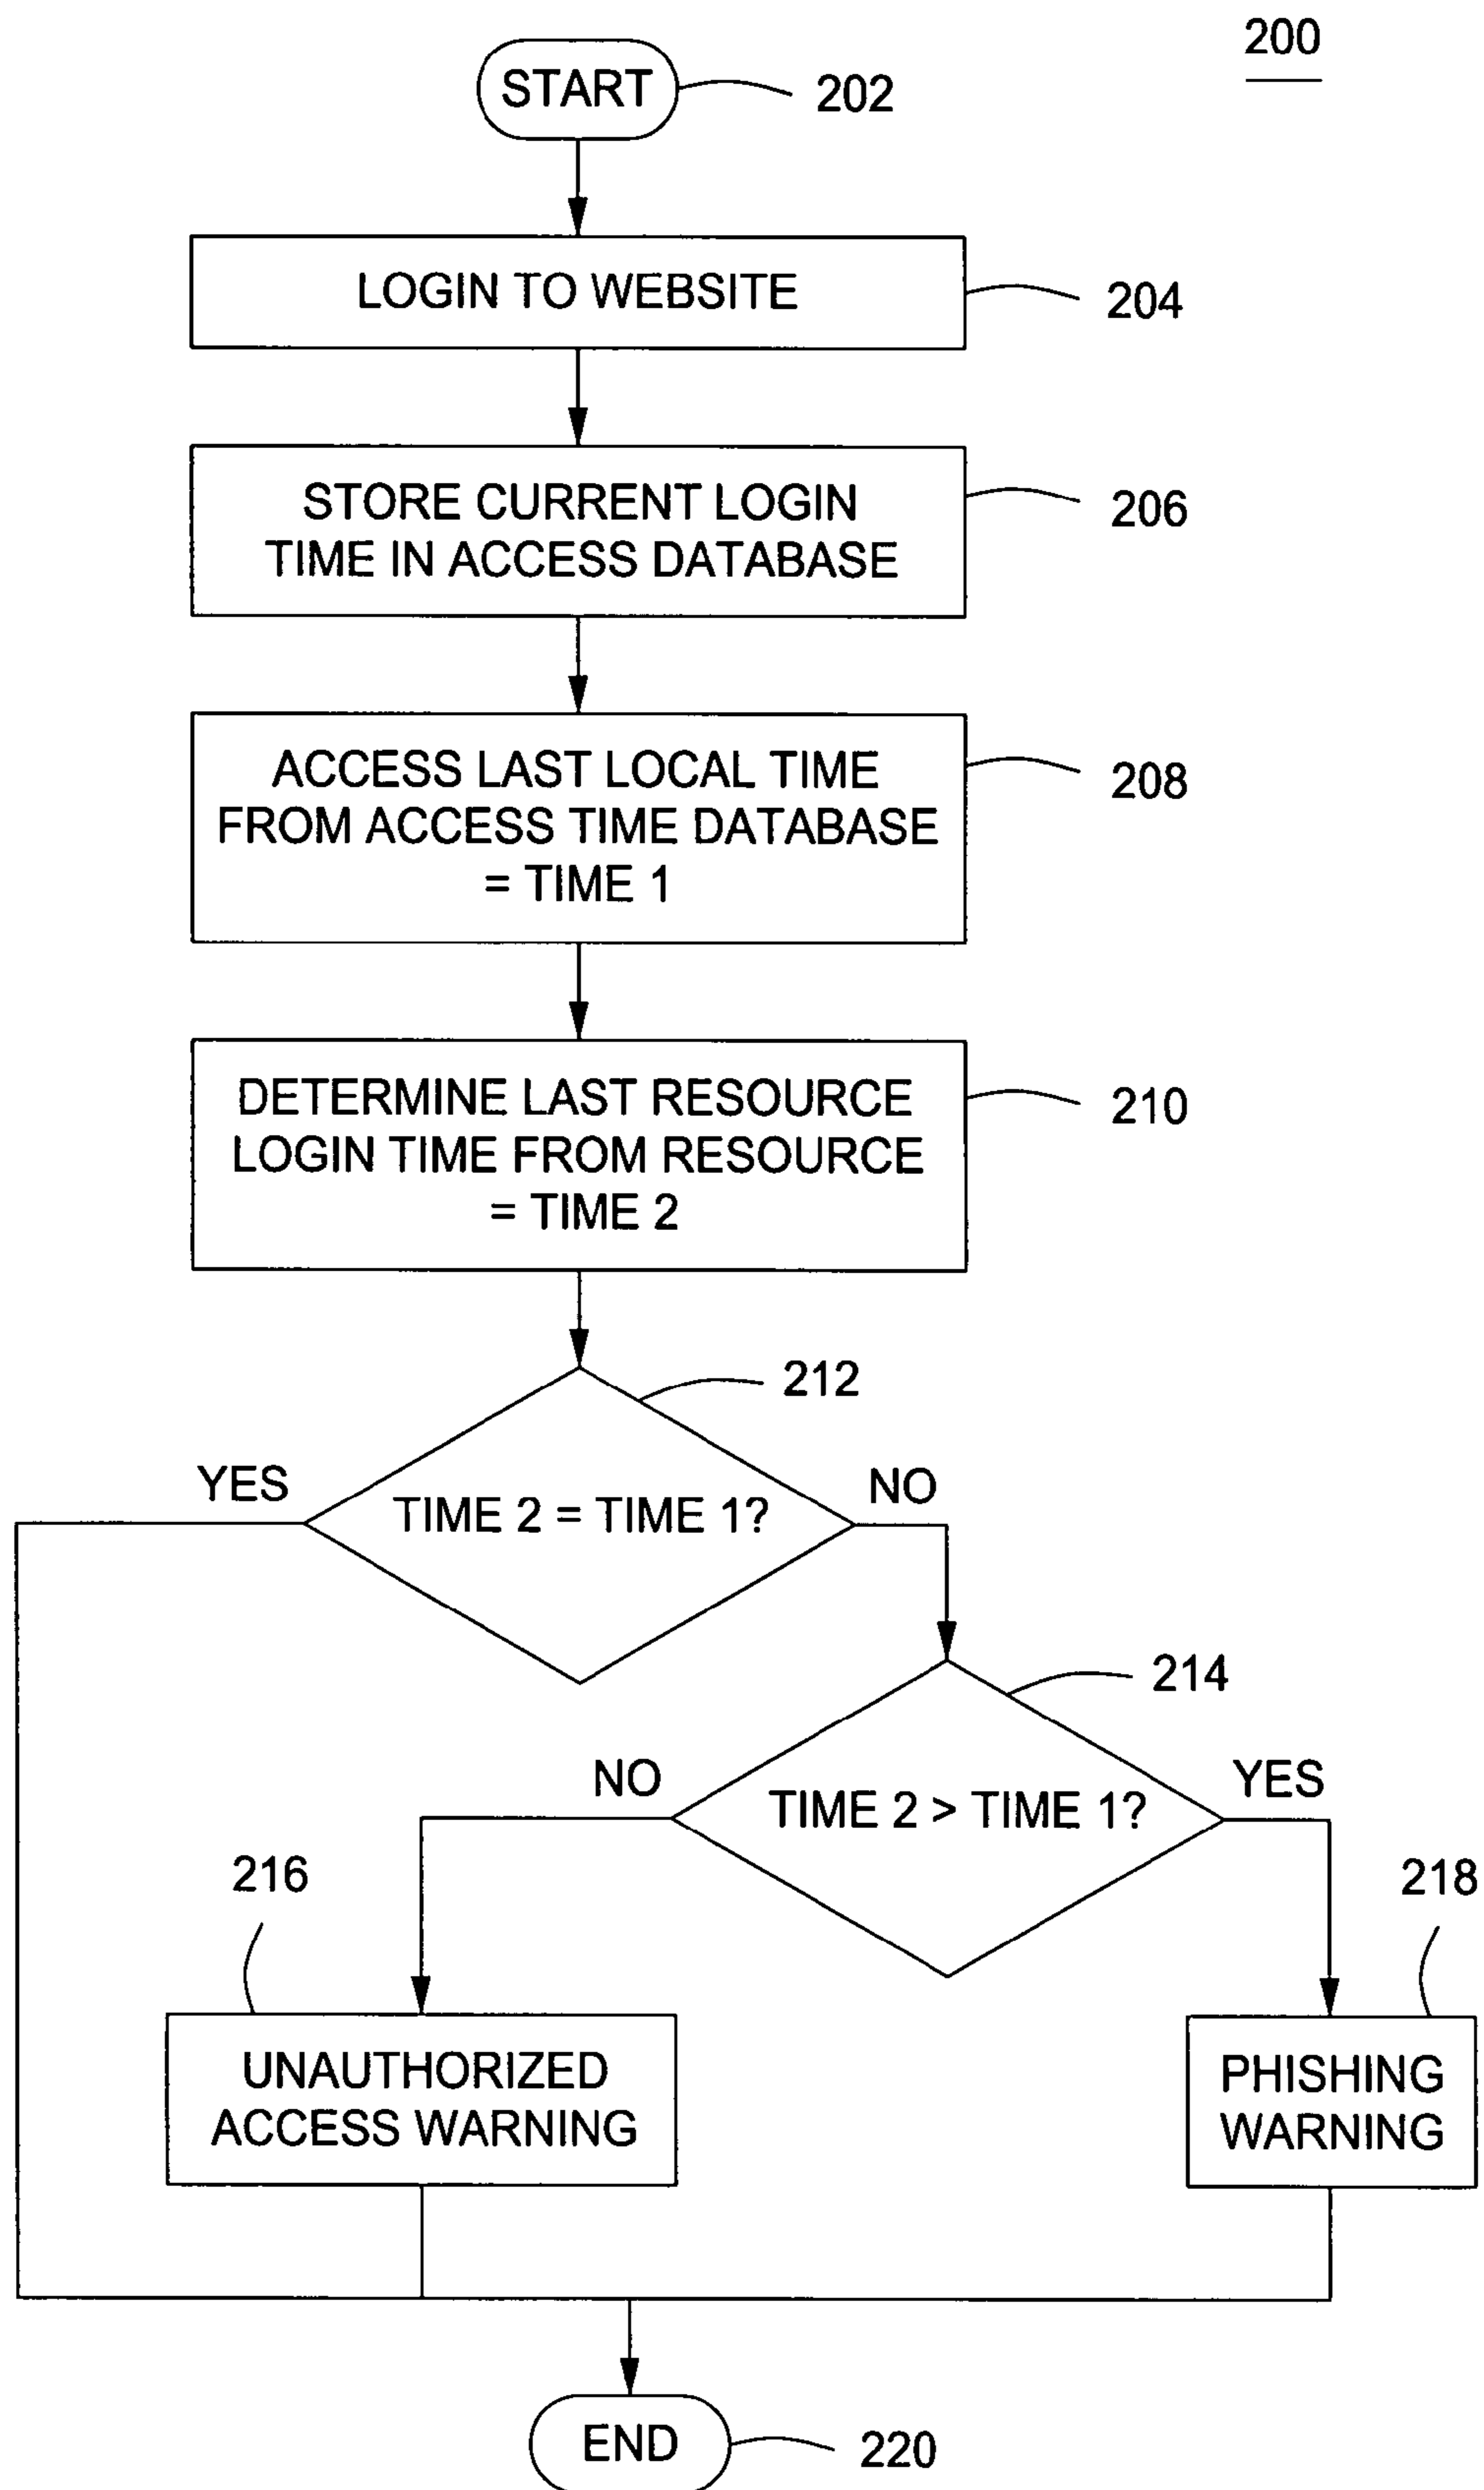 200
START
202
LOGIN TO WEBSITE
204
STORE CURRENT LOGIN
TIME IN ACCESS DATABASE
206
ACCESS LAST LOCAL TIME
FROM ACCESS TIME DATABASE
= TIME 1
208
DETERMINE LAST RESOURCE
LOGIN TIME FROM RESOURCE
= TIME 2
210
212
YES
TIME 2 = TIME 1?
NO
214
NO
TIME 2 > TIME 1?
YES
216
218
UNAUTHORIZED
ACCESS WARNING
PHISHING
WARNING
END
220